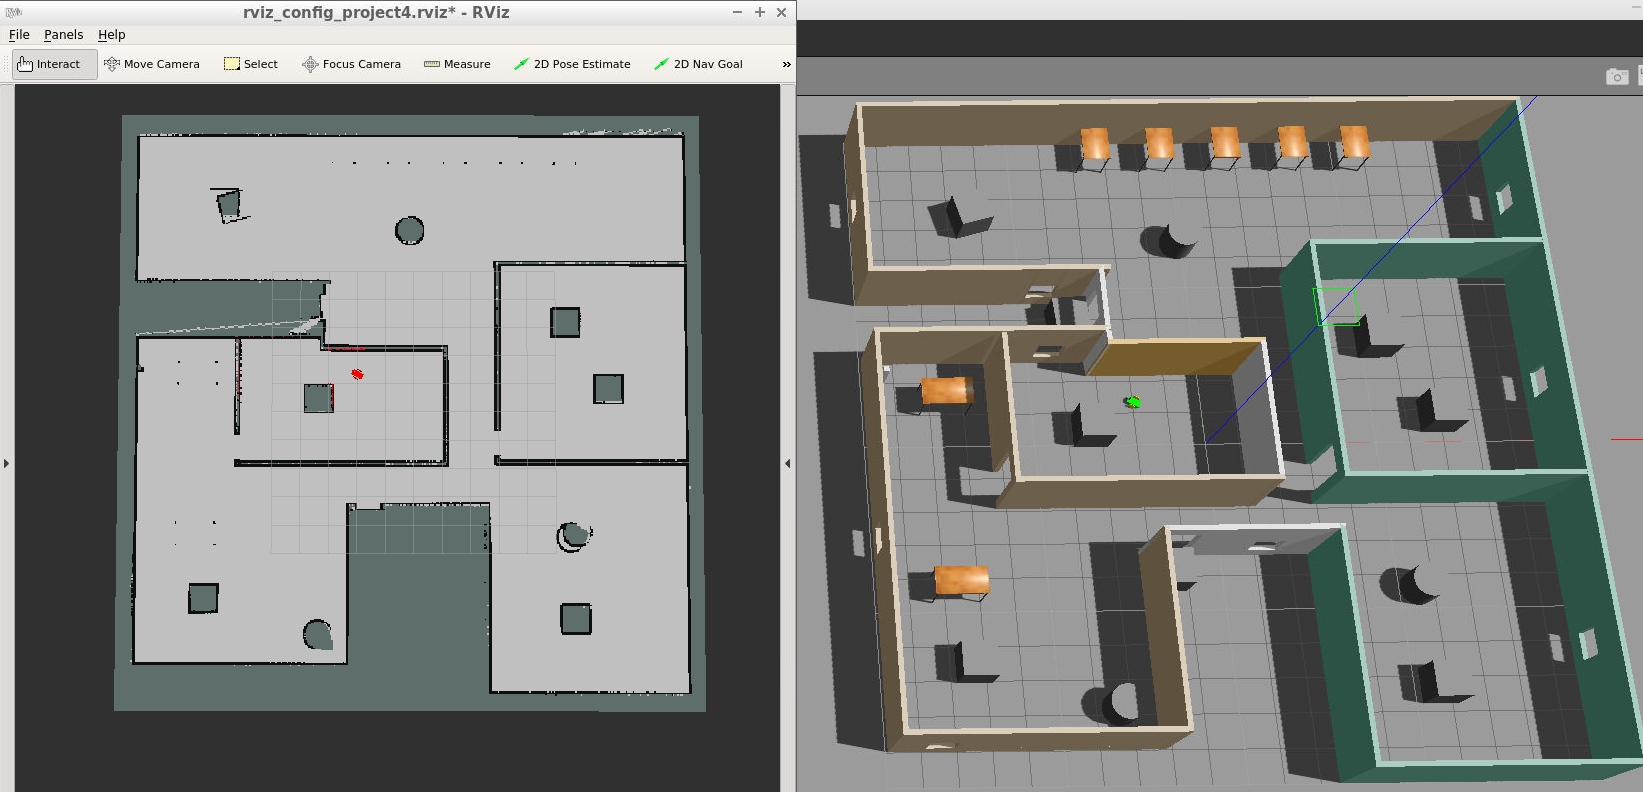 rviz_config_project4.rviz* - RViz
File Panels Help
Interact Move Camera Select Focus Camera Measure 2D Pose Estimate 2D Nav Goal »